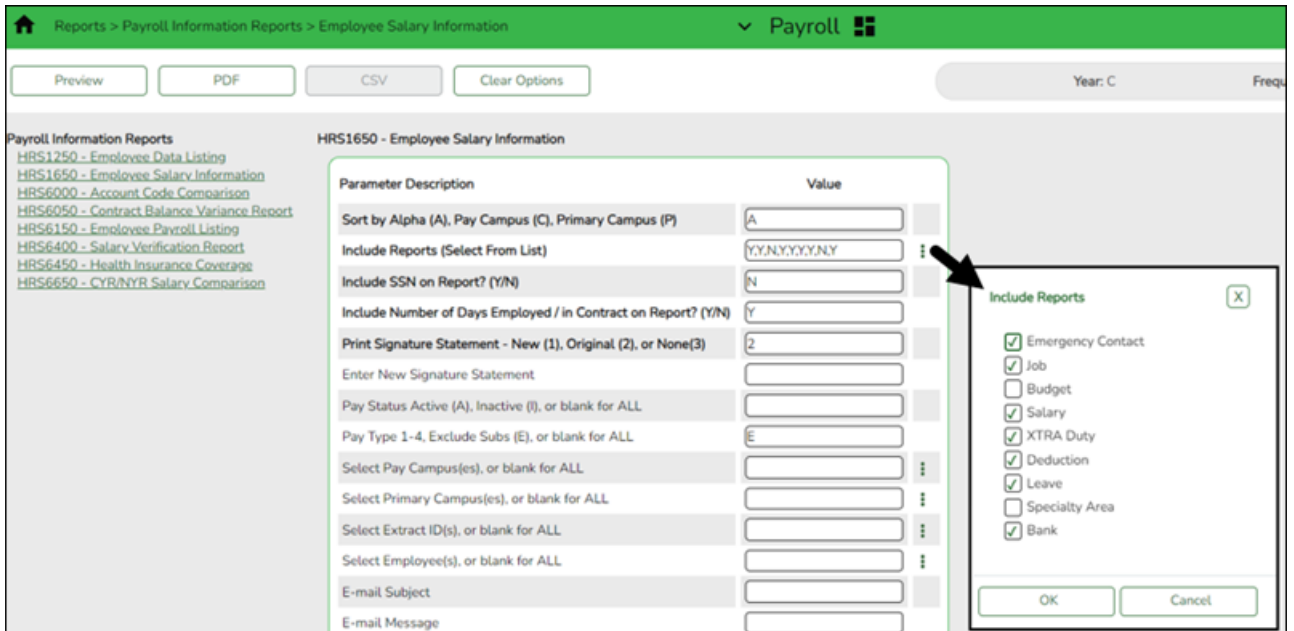 Reports > Payroll Information Reports > Employee Salary Information
Payroll
Preview
PDF
CSV
Clear Options
Year: C
Frequ
Payroll Information Reports
HRS1250 - Employee Data Listing
HRS1650 - Employee Salary Information
HRS6000 - Account Code Comparison
HRS6050 - Contract Balance Variance Report
HRS6150 - Employee Payroll Listing
HRS6400 - Salary Verification Report
HRS6450 - Health Insurance Coverage
HRS6650 - CYR/NYR Salary Comparison
HRS1650 - Employee Salary Information
Parameter Description Value
Sort by Alpha (A), Pay Campus (C), Primary Campus (P) A
Include Reports (Select From List) Y,Y,N,Y,Y,Y,Y,N,Y
Include SSN on Report? (Y/N) N
Include Number of Days Employed / in Contract on Report? (Y/N) Y
Print Signature Statement - New (1), Original (2), or None(3) 2
Enter New Signature Statement
Pay Status Active (A), Inactive (I), or blank for ALL
Pay Type 1-4, Exclude Subs (E), or blank for ALL E
Select Pay Campus(es), or blank for ALL
Select Primary Campus(es), or blank for ALL
Select Extract ID(s), or blank for ALL
Select Employee(s), or blank for ALL
E-mail Subject
E-mail Message
Include Reports X
Emergency Contact
Job
Budget
Salary
XTRA Duty
Deduction
Leave
Specialty Area
Bank
OK
Cancel